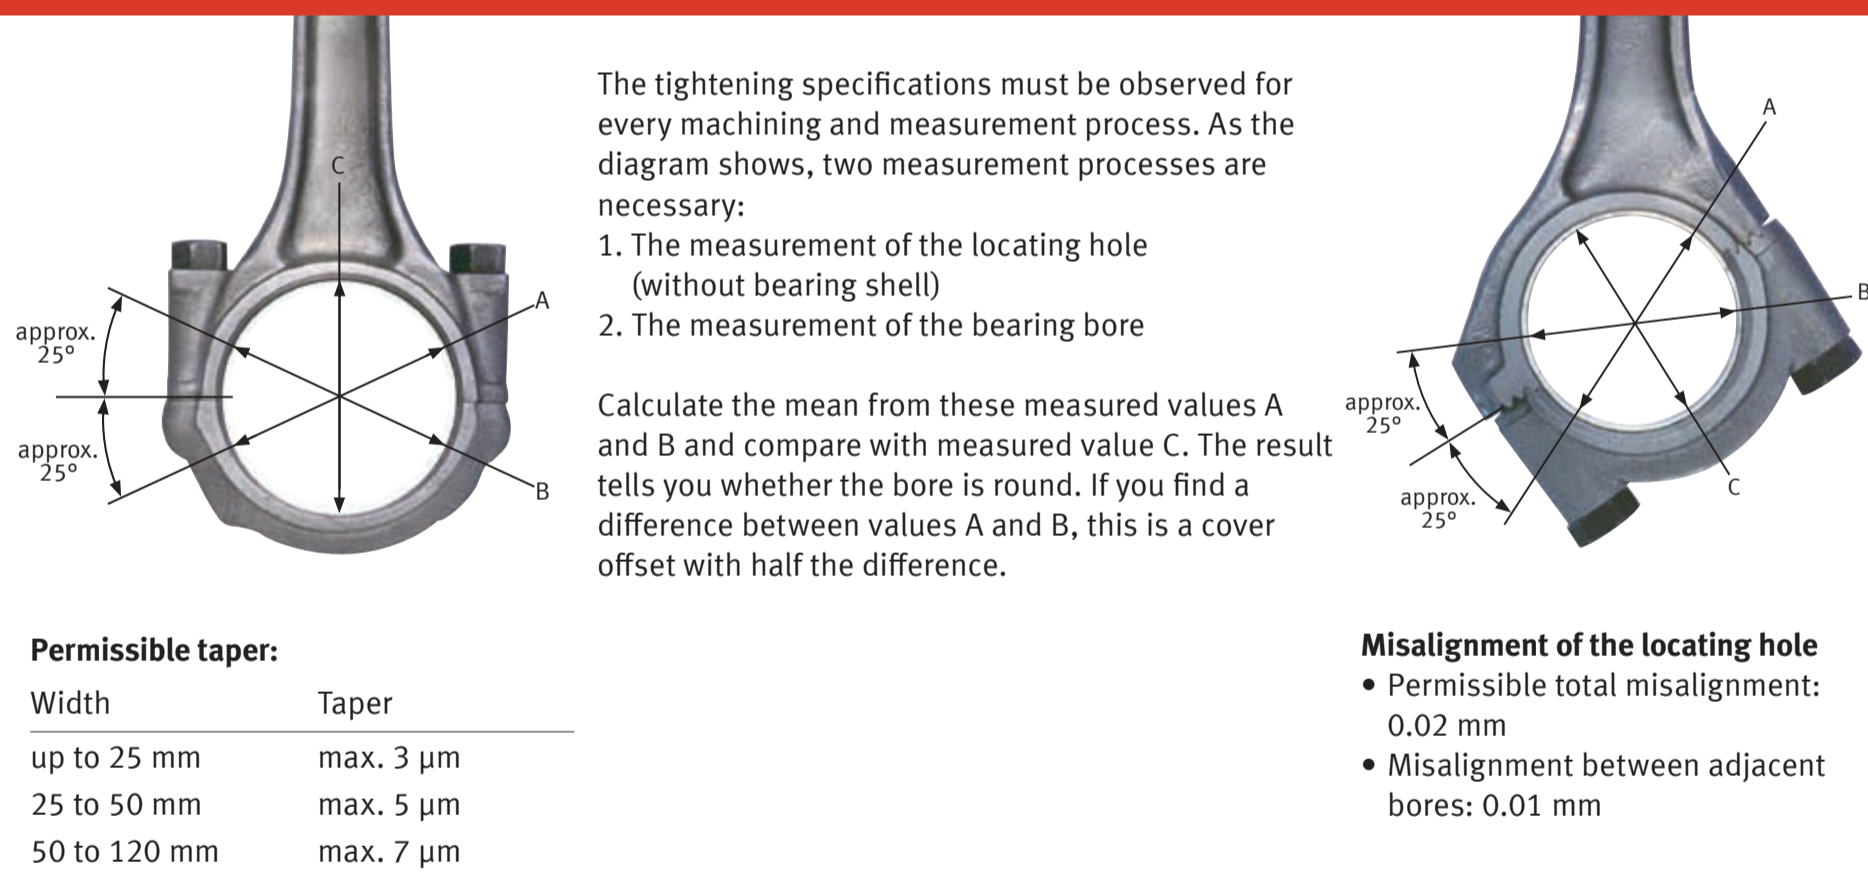 C
A
B
approx.
25°
approx.
25°
The tightening specifications must be observed for
every machining and measurement process. As the
diagram shows, two measurement processes are
necessary:
1. The measurement of the locating hole
(without bearing shell)
2. The measurement of the bearing bore
Calculate the mean from these measured values A
and B and compare with measured value C. The result
tells you whether the bore is round. If you find a
difference between values A and B, this is a cover
offset with half the difference.
A
B
C
approx.
25°
approx.
25°
Permissible taper:
Width Taper
up to 25 mm max. 3 µm
25 to 50 mm max. 5 µm
50 to 120 mm max. 7 µm
Misalignment of the locating hole
• Permissible total misalignment:
0.02 mm
• Misalignment between adjacent
bores: 0.01 mm